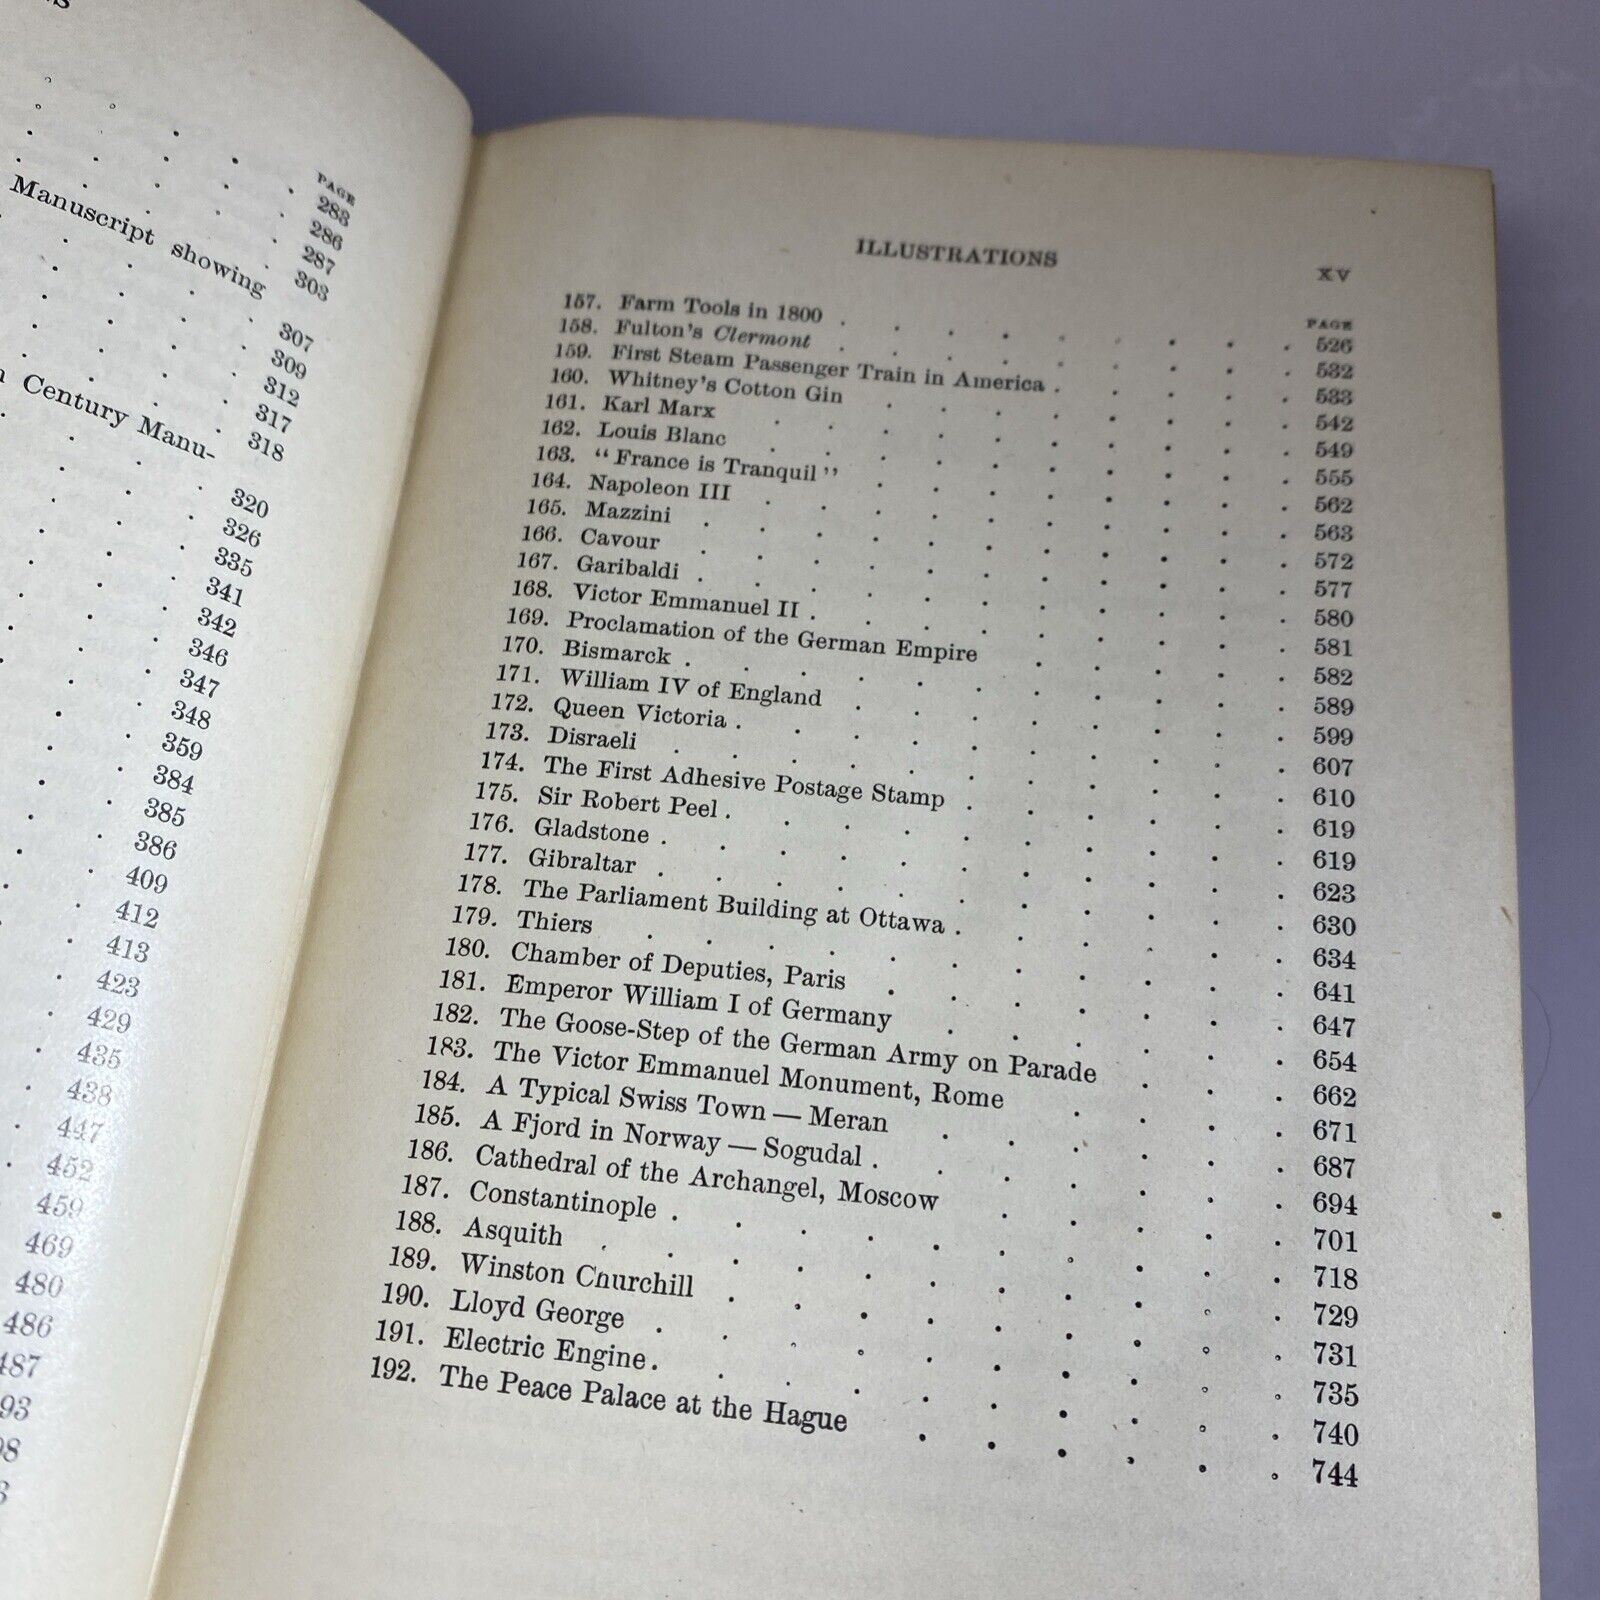 PAGE
283
286
287
303
Manuscript showing
307
309
312
317
318
Century Manu-
320
326
335
341
342
346
347
348
359
384
385
386
409
412
413
423
429
435
438
447
452
459
469
480
486
ILLUSTRATIONS XV
PAGE
157. Farm Tools in 1800 . . . . . . . . 526
158. Fulton's Clermont . . . . . . . . 532
159. First Steam Passenger Train in America . . . . . 533
160. Whitney's Cotton Gin . . . . . . . 542
161. Karl Marx . . . . . . . . . 549
162. Louis Blanc . . . . . . . . . 555
163. “France is Tranquil” . . . . . . . . 562
164. Napoleon III . . . . . . . . . 563
165. Mazzini . . . . . . . . . . 572
166. Cavour . . . . . . . . . . 577
167. Garibaldi . . . . . . . . . . 580
168. Victor Emmanuel II . . . . . . . . 581
169. Proclamation of the German Empire . . . . . 582
170. Bismarck . . . . . . . . . . 589
171. William IV of England . . . . . . . 599
172. Queen Victoria . . . . . . . . . 607
173. Disraeli . . . . . . . . . . 610
174. The First Adhesive Postage Stamp . . . . . . 619
175. Sir Robert Peel . . . . . . . . . 619
176. Gladstone . . . . . . . . . . 623
177. Gibraltar . . . . . . . . . . 630
178. The Parliament Building at Ottawa . . . . . . 634
179. Thiers . . . . . . . . . . 641
180. Chamber of Deputies, Paris . . . . . . . 647
181. Emperor William I of Germany . . . . . . 654
182. The Goose-Step of the German Army on Parade . . . 662
183. The Victor Emmanuel Monument, Rome . . . . 671
184. A Typical Swiss Town — Meran . . . . . . 687
185. A Fjord in Norway — Sogudal . . . . . . . 694
186. Cathedral of the Archangel, Moscow . . . . . 701
187. Constantinople . . . . . . . . . . 718
188. Asquith . . . . . . . . . . 729
189. Winston Churchill . . . . . . . . . 731
190. Lloyd George . . . . . . . . . . 735
191. Electric Engine . . . . . . . . . . 740
192. The Peace Palace at the Hague . . . . . . 744